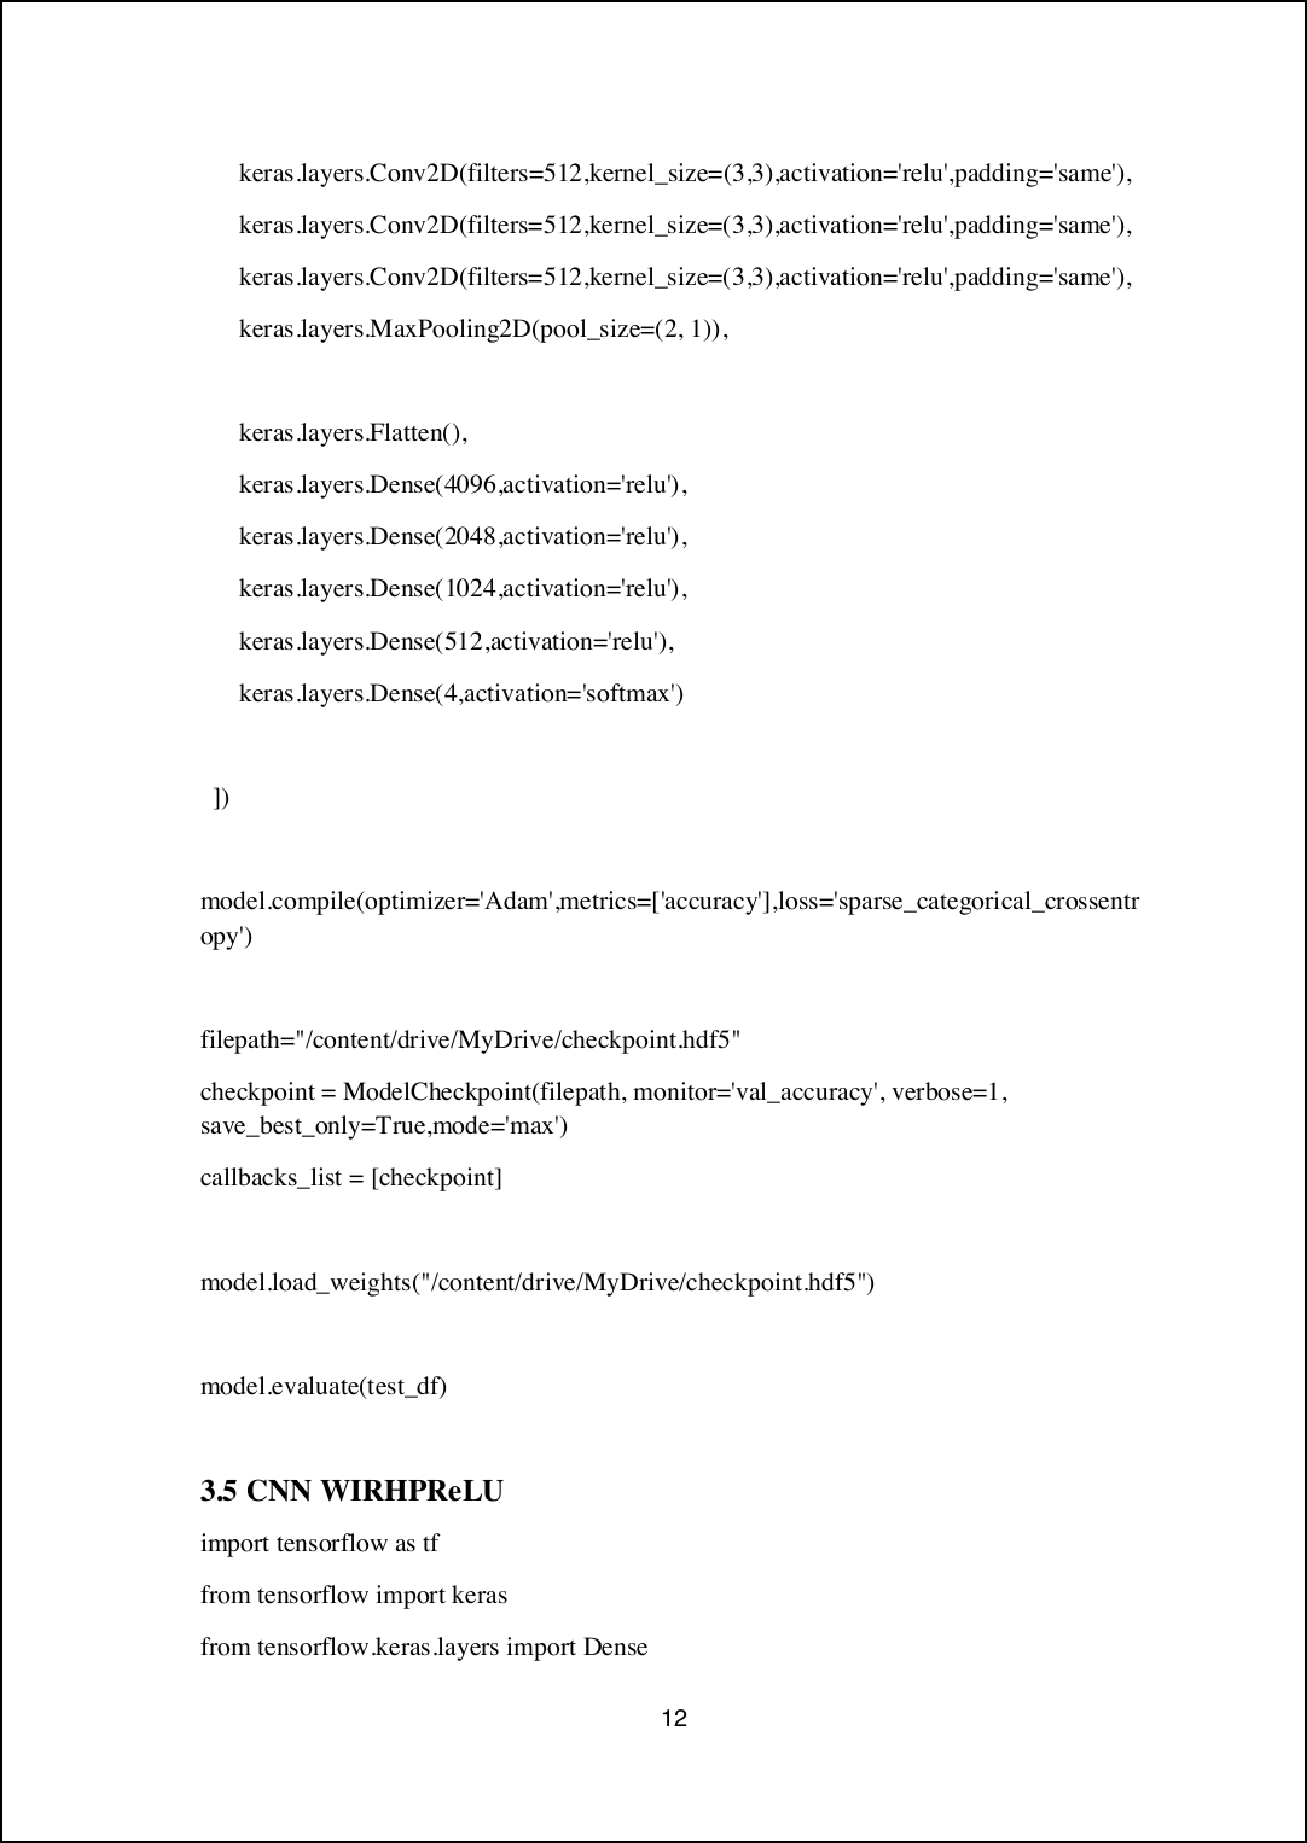 keras.layers.Conv2D(filters=512,kernel_size=(3,3),activation='relu',padding='same'),
keras.layers.Conv2D(filters=512,kernel_size=(3,3),activation='relu',padding='same'),
keras.layers.Conv2D(filters=512,kernel_size=(3,3),activation='relu',padding='same'),
keras.layers.MaxPooling2D(pool_size=(2, 1)),
keras.layers.Flatten(),
keras.layers.Dense(4096,activation='relu'),
keras.layers.Dense(2048,activation='relu'),
keras.layers.Dense(1024,activation='relu'),
keras.layers.Dense(512,activation='relu'),
keras.layers.Dense(4,activation='softmax')
])
model.compile(optimizer='Adam',metrics=['accuracy'],loss='sparse_categorical_crossentr
opy')
filepath="/content/drive/MyDrive/checkpoint.hdf5"
checkpoint = ModelCheckpoint(filepath, monitor='val_accuracy', verbose=1,
save_best_only=True,mode='max')
callbacks_list = [checkpoint]
model.load_weights("/content/drive/MyDrive/checkpoint.hdf5")
model.evaluate(test_df)
3.5 CNN WIRHPReLU
import tensorflow as tf
from tensorflow import keras
from tensorflow.keras.layers import Dense
12